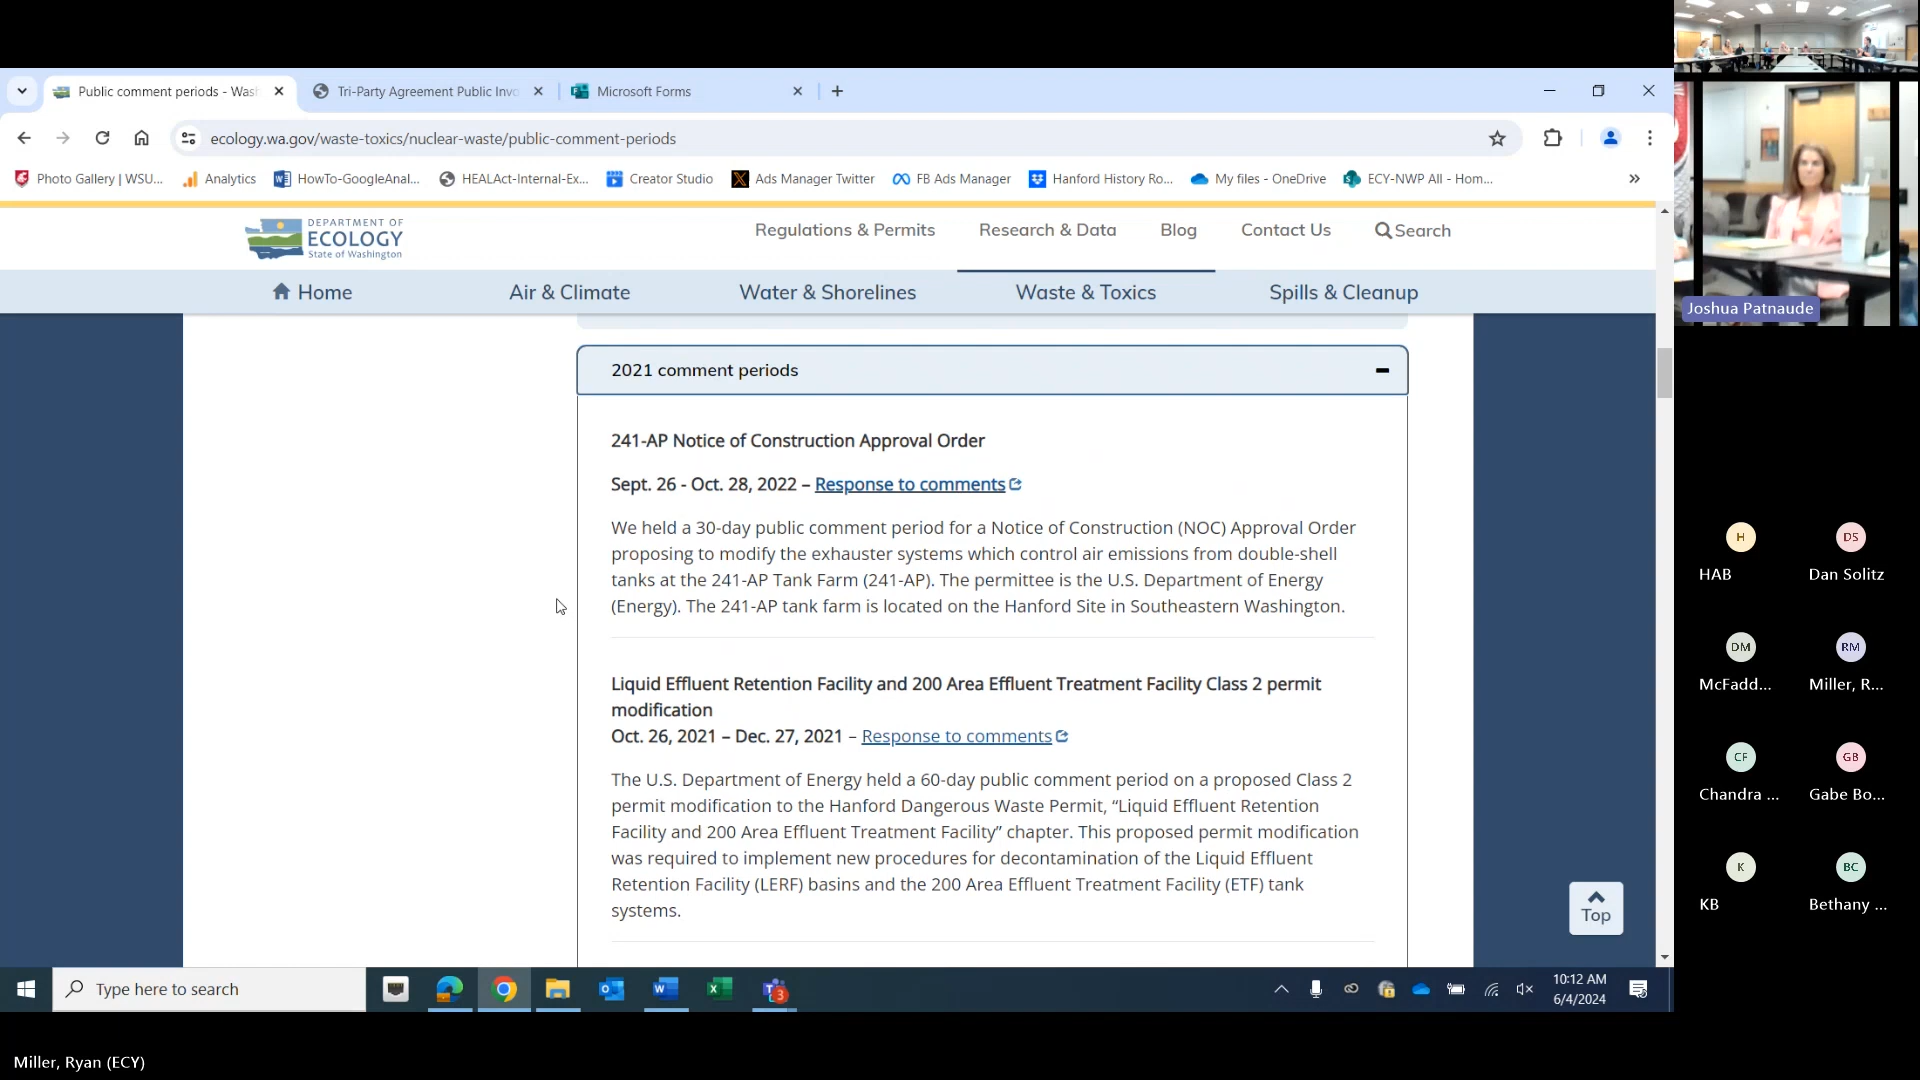 Public comment periods - Was
Tri-Party Agreement Public Invo
Microsoft Forms
ecology.wa.gov/waste-toxics/nuclear-waste/public-comment-periods
Photo Gallery | WSU...
Analytics
HowTo-GoogleAnal...
HEALAct-Internal-Ex...
Creator Studio
Ads Manager Twitter
FB Ads Manager
Hanford History Ro...
My files - OneDrive
ECY-NWP All - Hom...
DEPARTMENT OF
ECOLOGY
State of Washington
Regulations & Permits
Research & Data
Blog
Contact Us
Search
Home
Air & Climate
Water & Shorelines
Waste & Toxics
Spills & Cleanup
2021 comment periods
241-AP Notice of Construction Approval Order
Sept. 26 - Oct. 28, 2022 – Response to comments
We held a 30-day public comment period for a Notice of Construction (NOC) Approval Order
proposing to modify the exhauster systems which control air emissions from double-shell
tanks at the 241-AP Tank Farm (241-AP). The permittee is the U.S. Department of Energy
(Energy). The 241-AP tank farm is located on the Hanford Site in Southeastern Washington.
Liquid Effluent Retention Facility and 200 Area Effluent Treatment Facility Class 2 permit
modification
Oct. 26, 2021 – Dec. 27, 2021 – Response to comments
The U.S. Department of Energy held a 60-day public comment period on a proposed Class 2
permit modification to the Hanford Dangerous Waste Permit, “Liquid Effluent Retention
Facility and 200 Area Effluent Treatment Facility” chapter. This proposed permit modification
was required to implement new procedures for decontamination of the Liquid Effluent
Retention Facility (LERF) basins and the 200 Area Effluent Treatment Facility (ETF) tank
systems.
Top
Type here to search
10:12 AM
6/4/2024
Joshua Patnaude
H
HAB
DS
Dan Solitz
DM
McFadd...
RM
Miller, R...
CF
Chandra ...
GB
Gabe Bo...
K
KB
BC
Bethany ...
Miller, Ryan (ECY)